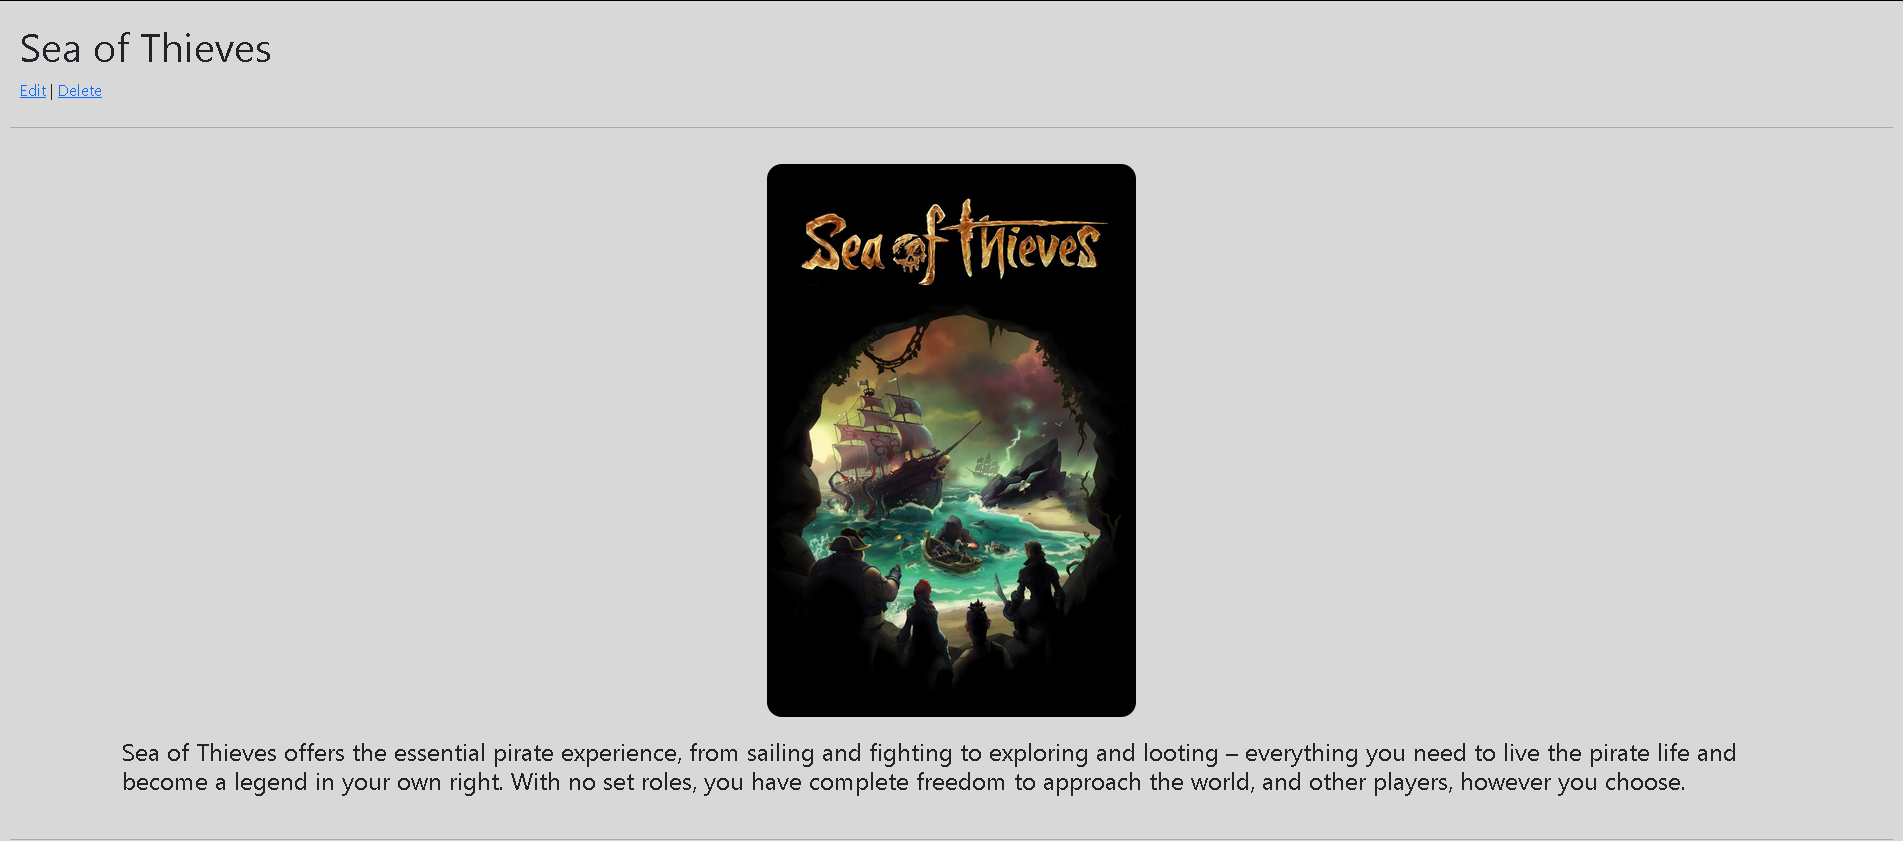 Sea of Thieves
Edit | Delete
Sea of Thieves
Sea of Thieves offers the essential pirate experience, from sailing and fighting to exploring and looting – everything you need to live the pirate life and
become a legend in your own right. With no set roles, you have complete freedom to approach the world, and other players, however you choose.